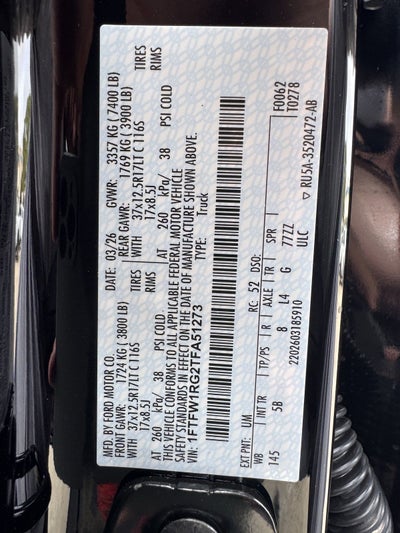 MFD. BY FORD MOTOR CO.
DATE: 03/26 GVWR: 3357 KG ( 7400 LB)
FRONT GAWR: 1724 KG ( 3800 LB) REAR GAWR: 1769 KG ( 3900 LB)
WITH 37x12.5R17LT C 116S TIRES WITH 37x12.5R17LT C 116S TIRES
17x8.5J RIMS 17x8.5J RIMS
AT 260 kPa/ 38 PSI COLD AT 260 kPa/ 38 PSI COLD
THIS VEHICLE CONFORMS TO ALL APPLICABLE FEDERAL MOTOR VEHICLE
SAFETY STANDARDS IN EFFECT ON THE DATE OF MANUFACTURE SHOWN ABOVE.
VIN: 1FTFW1RG2TFA51273 TYPE: Truck
F0062
T0278
EXT PNT: UM RC: 52 DSO:
WB INT TR TP/PS R AXLE TR SPR
145 5B 8 L4 G 77ZZ
2202603185910 ULC
▽ RU5A-3520472-AB